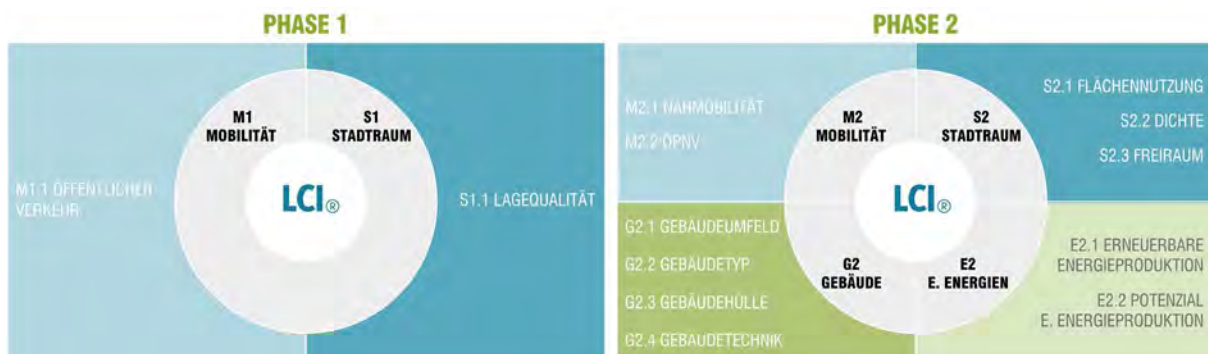 PHASE 1
M1
MOBILITÄT
S1
STADTRAUM
M1.1 ÖFFENTLICHER
VERKEHR
LCI®
S1.1 LAGEQUALITÄT
PHASE 2
M2.1 NAHMOBILITÄT
M2.2 ÖPNV
M2
MOBILITÄT
S2
STADTRAUM
S2.1 FLÄCHENNUTZUNG
S2.2 DICHTE
S2.3 FREIRAUM
LCI®
G2.1 GEBÄUDEUMFELD
G2.2 GEBÄUDETYP
G2.3 GEBÄUDEHÜLLE
G2.4 GEBÄUDETECHNIK
G2
GEBÄUDE
E2
E. ENERGIEN
E2.1 ERNEUERBARE
ENERGIEPRODUKTION
E2.2 POTENZIAL
E. ENERGIEPRODUKTION